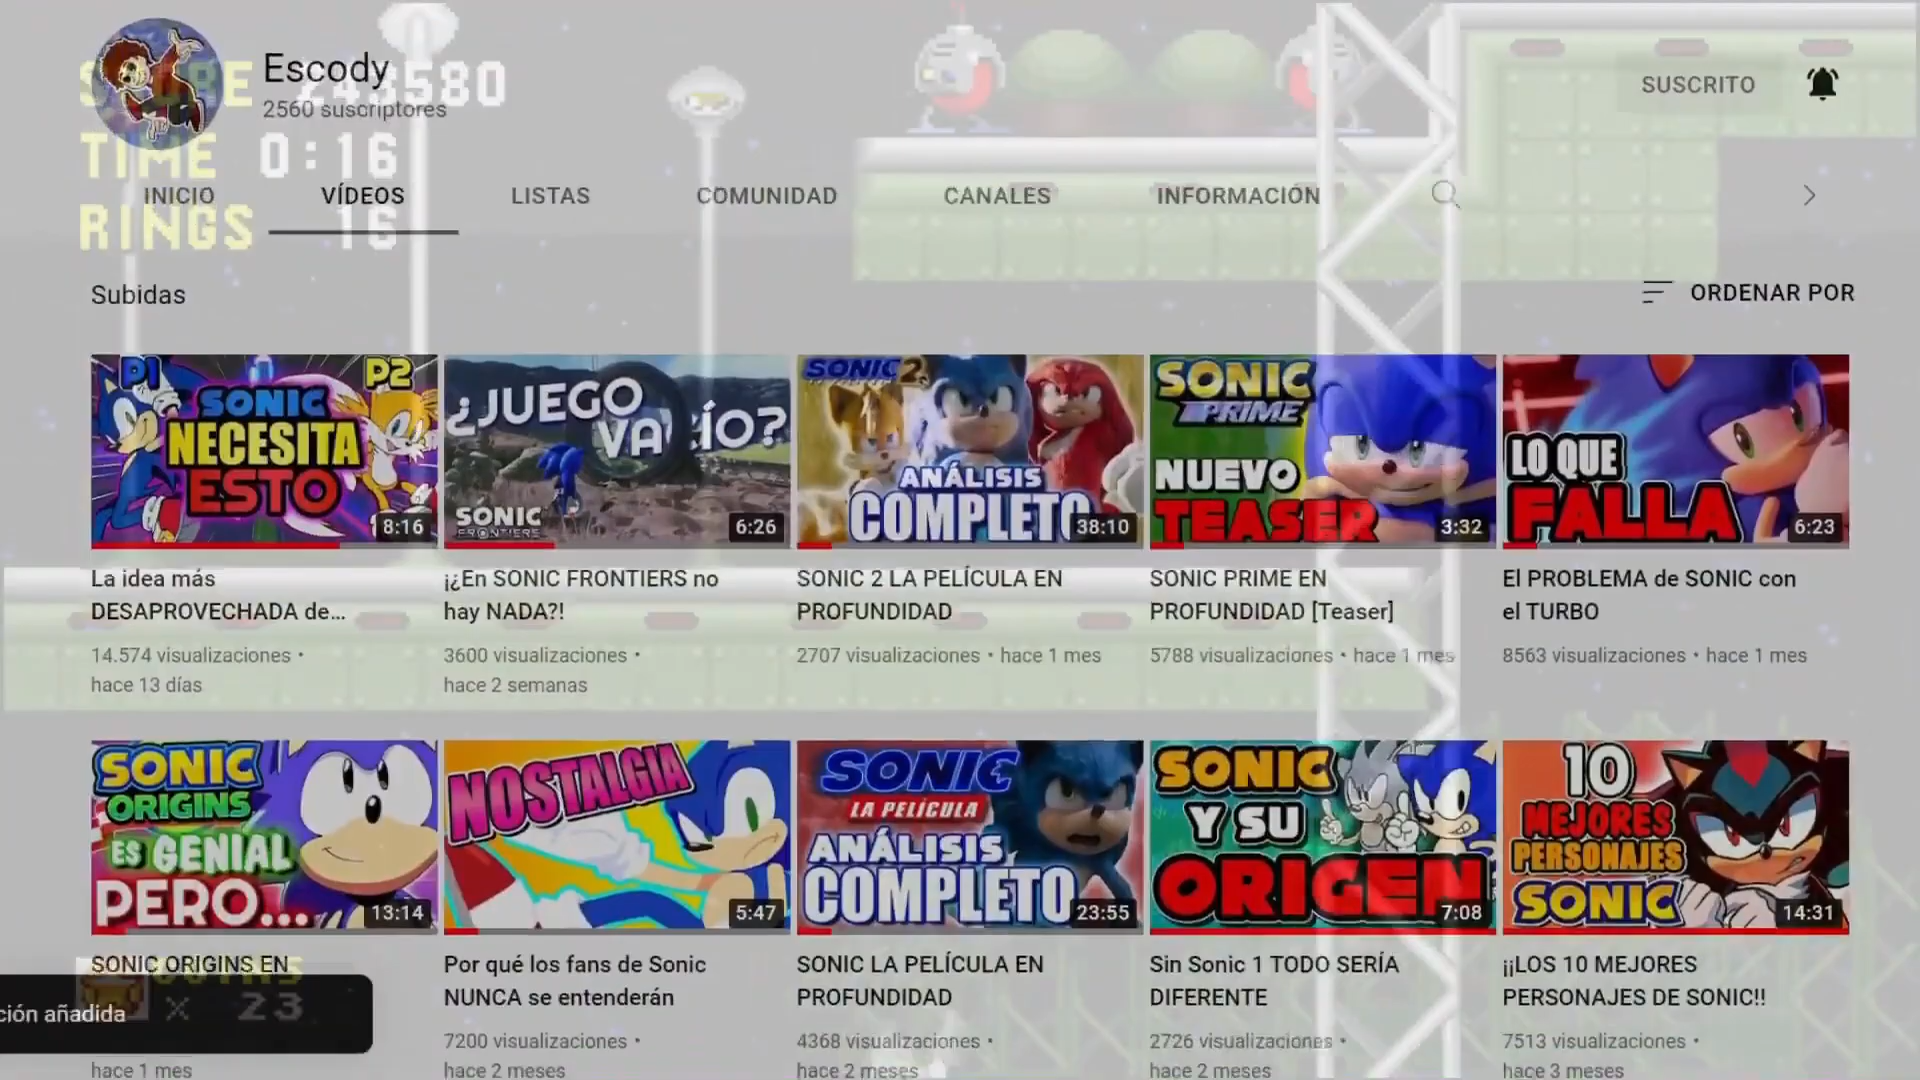 Escody
2560 suscriptores
SUSCRITO
243580
TIME 0:16
RINGS 16
INICIO
VÍDEOS
LISTAS
COMUNIDAD
CANALES
INFORMACIÓN
Subidas
ORDENAR POR
P1
P2
SONIC
NECESITA
ESTO
8:16
¿JUEGO
SONIC
FRONTIERS
6:26
SONIC 2
ANÁLISIS
COMPLETO
38:10
SONIC
PRIME
NUEVO
TEASER
3:32
LO QUE
FALLA
6:23
La idea más
DESAPROVECHADA de...
14.574 visualizaciones •
hace 13 días
¡¿En SONIC FRONTIERS no
hay NADA?!
3600 visualizaciones •
hace 2 semanas
SONIC 2 LA PELÍCULA EN
PROFUNDIDAD
2707 visualizaciones • hace 1 mes
SONIC PRIME EN
PROFUNDIDAD [Teaser]
5788 visualizaciones • hace 1 mes
El PROBLEMA de SONIC con
el TURBO
8563 visualizaciones • hace 1 mes
SONIC
ORIGINS
ES GENIAL
PERO...
13:14
NOSTALGIA
5:47
SONIC
LA PELÍCULA
ANÁLISIS
COMPLETO
23:55
SONIC
Y SU
ORIGEN
7:08
10
MEJORES
PERSONAJES
SONIC
14:31
SONIC ORIGINS EN
hace 1 mes
Por qué los fans de Sonic
NUNCA se entenderán
7200 visualizaciones •
hace 2 meses
SONIC LA PELÍCULA EN
PROFUNDIDAD
4368 visualizaciones •
hace 2 meses
Sin Sonic 1 TODO SERÍA
DIFERENTE
2726 visualizaciones •
hace 2 meses
¡¡LOS 10 MEJORES
PERSONAJES DE SONIC!!
7513 visualizaciones •
hace 3 meses
ción añadida
x 23